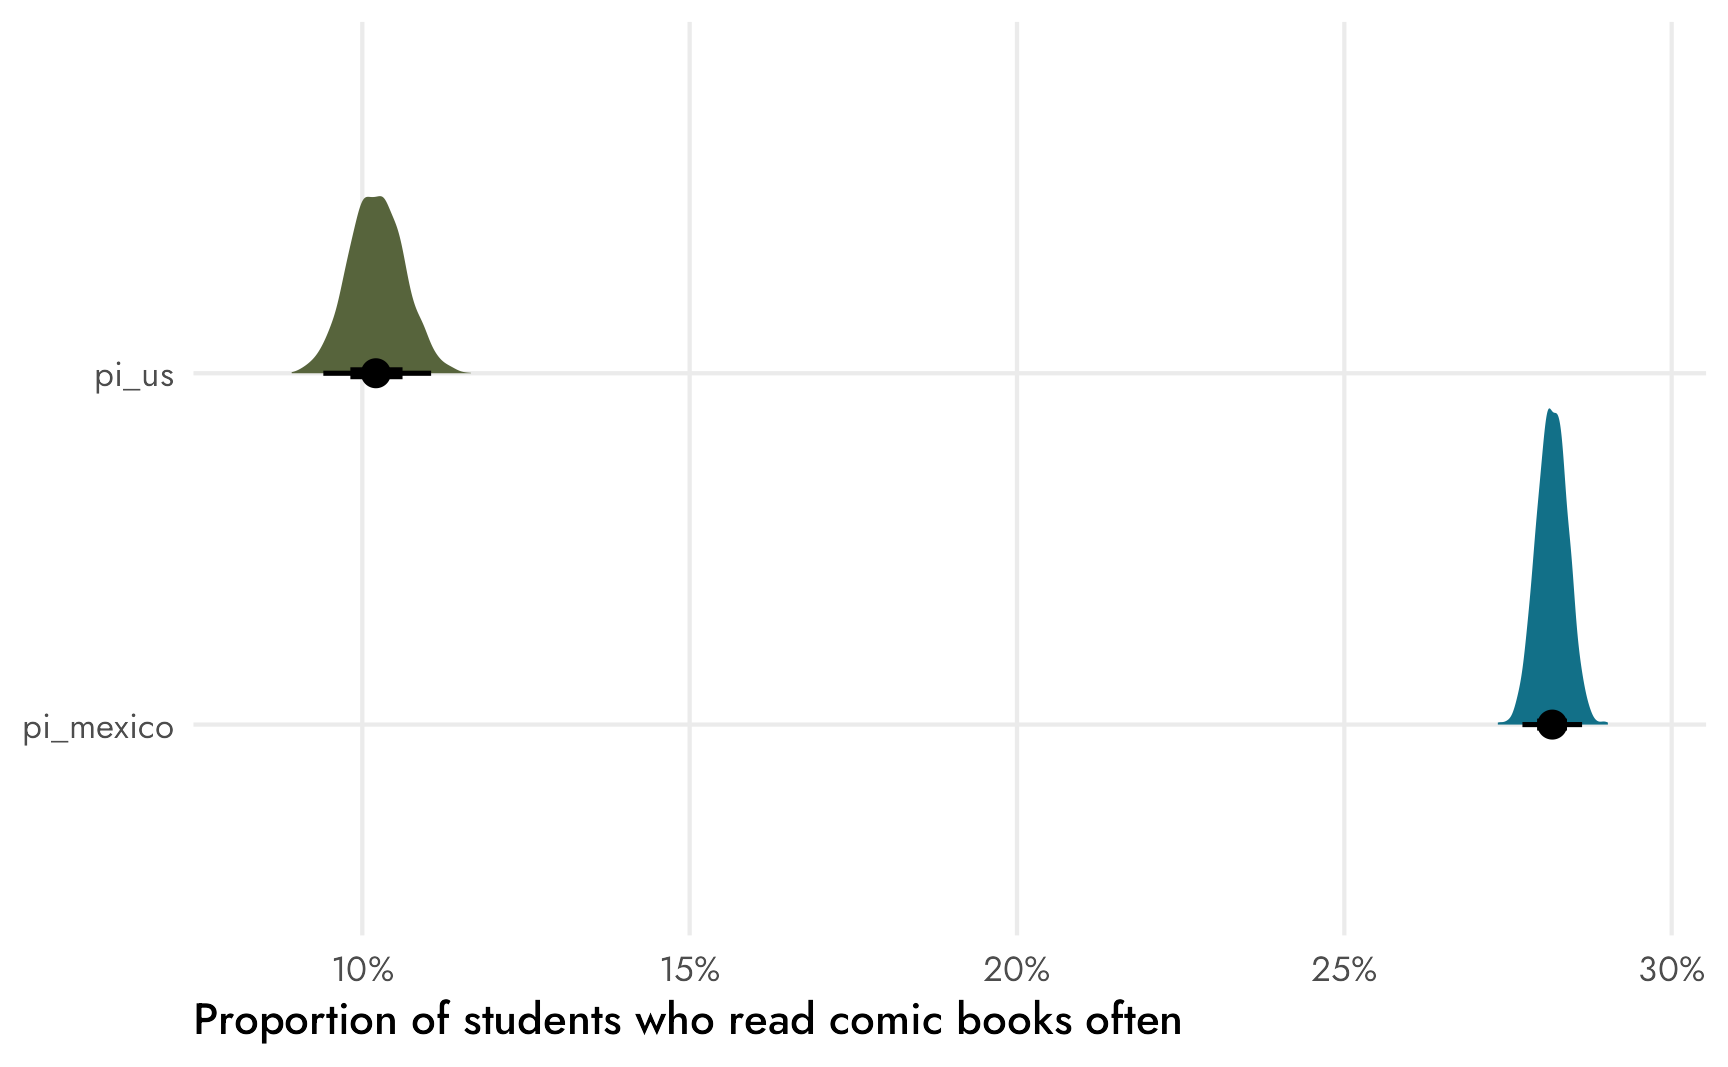 pi_us
pi_mexico
10% 15% 20% 25% 30%
Proportion of students who read comic books often